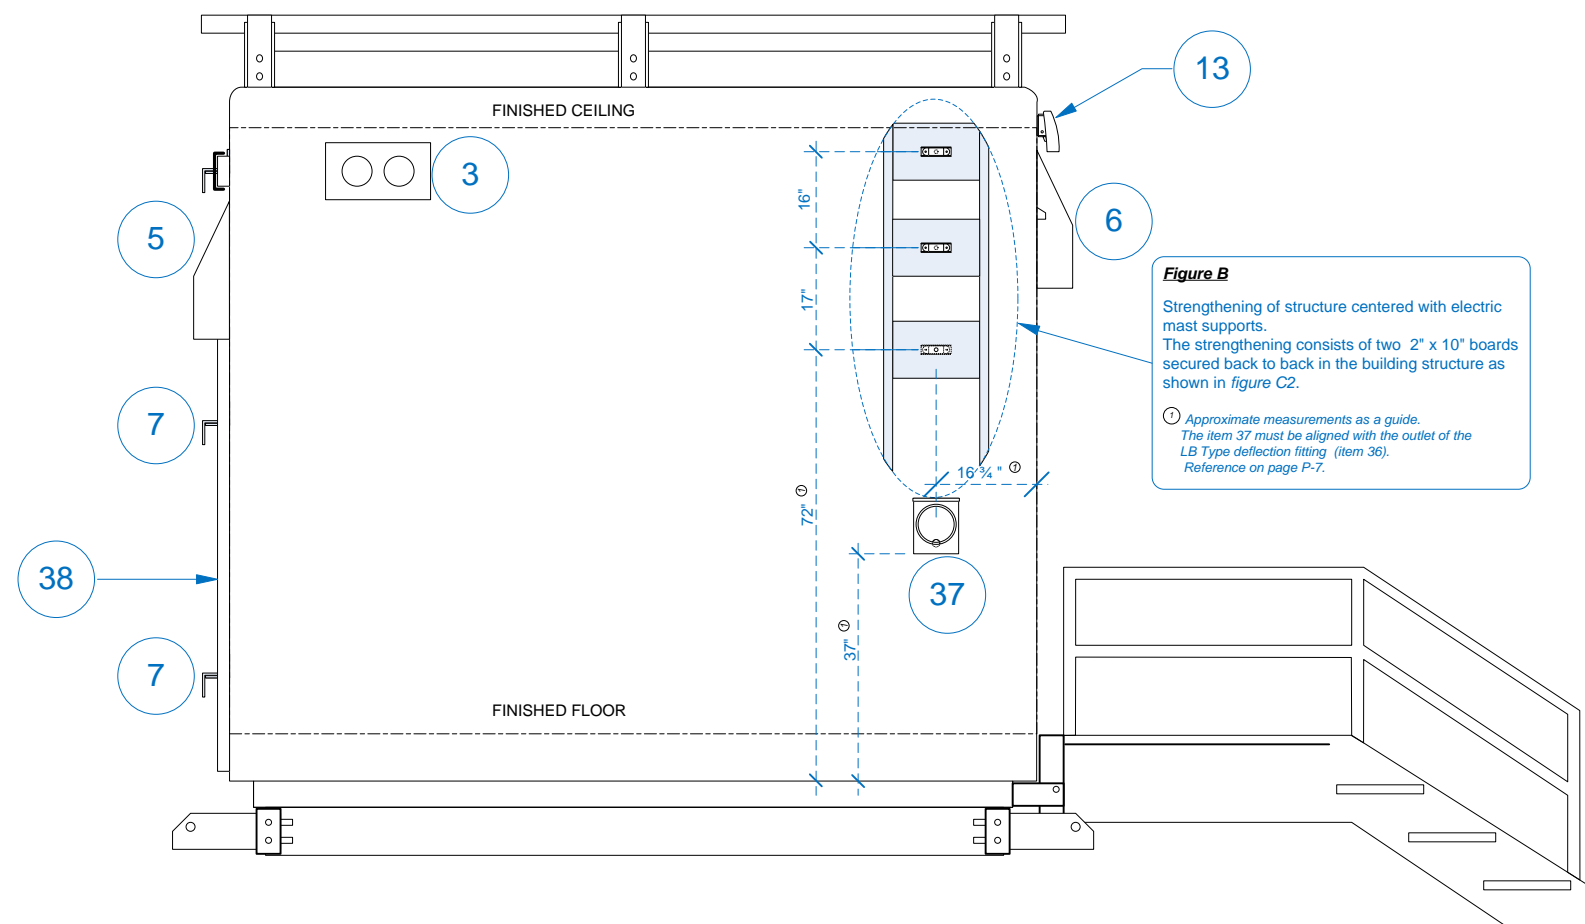 13
FINISHED CEILING
3
16"
5
6
Figure B
Strengthening of structure centered with electric
mast supports.
The strengthening consists of two 2" x 10" boards
secured back to back in the building structure as
shown in figure C2.
1 Approximate measurements as a guide.
The item 37 must be aligned with the outlet of the
LB Type deflection fitting (item 36).
Reference on page P-7.
17"
7
16 ¾ " 1
72" 1
38
37
37" 1
7
FINISHED FLOOR